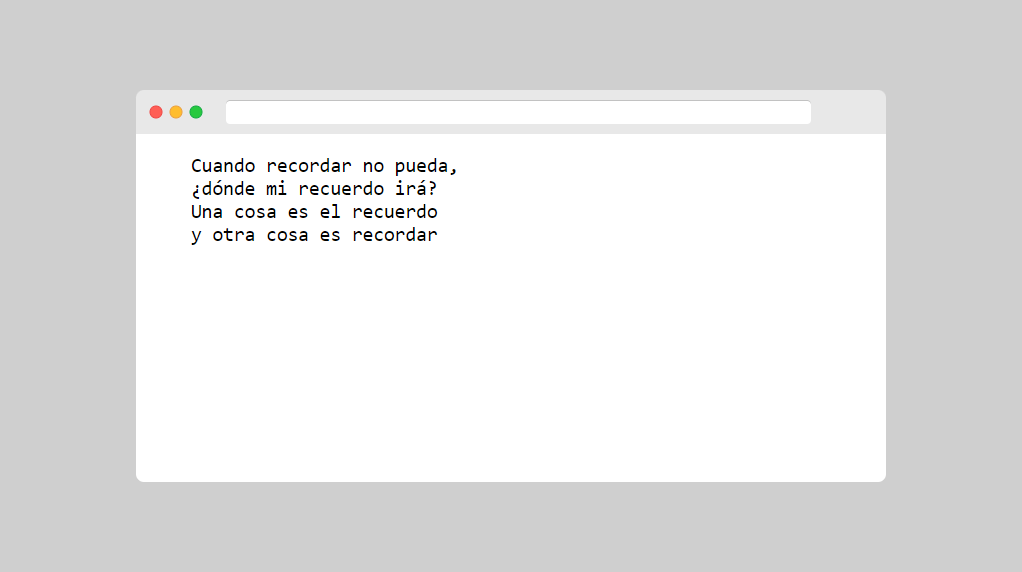 Cuando recordar no pueda,
¿dónde mi recuerdo irá?
Una cosa es el recuerdo
y otra cosa es recordar